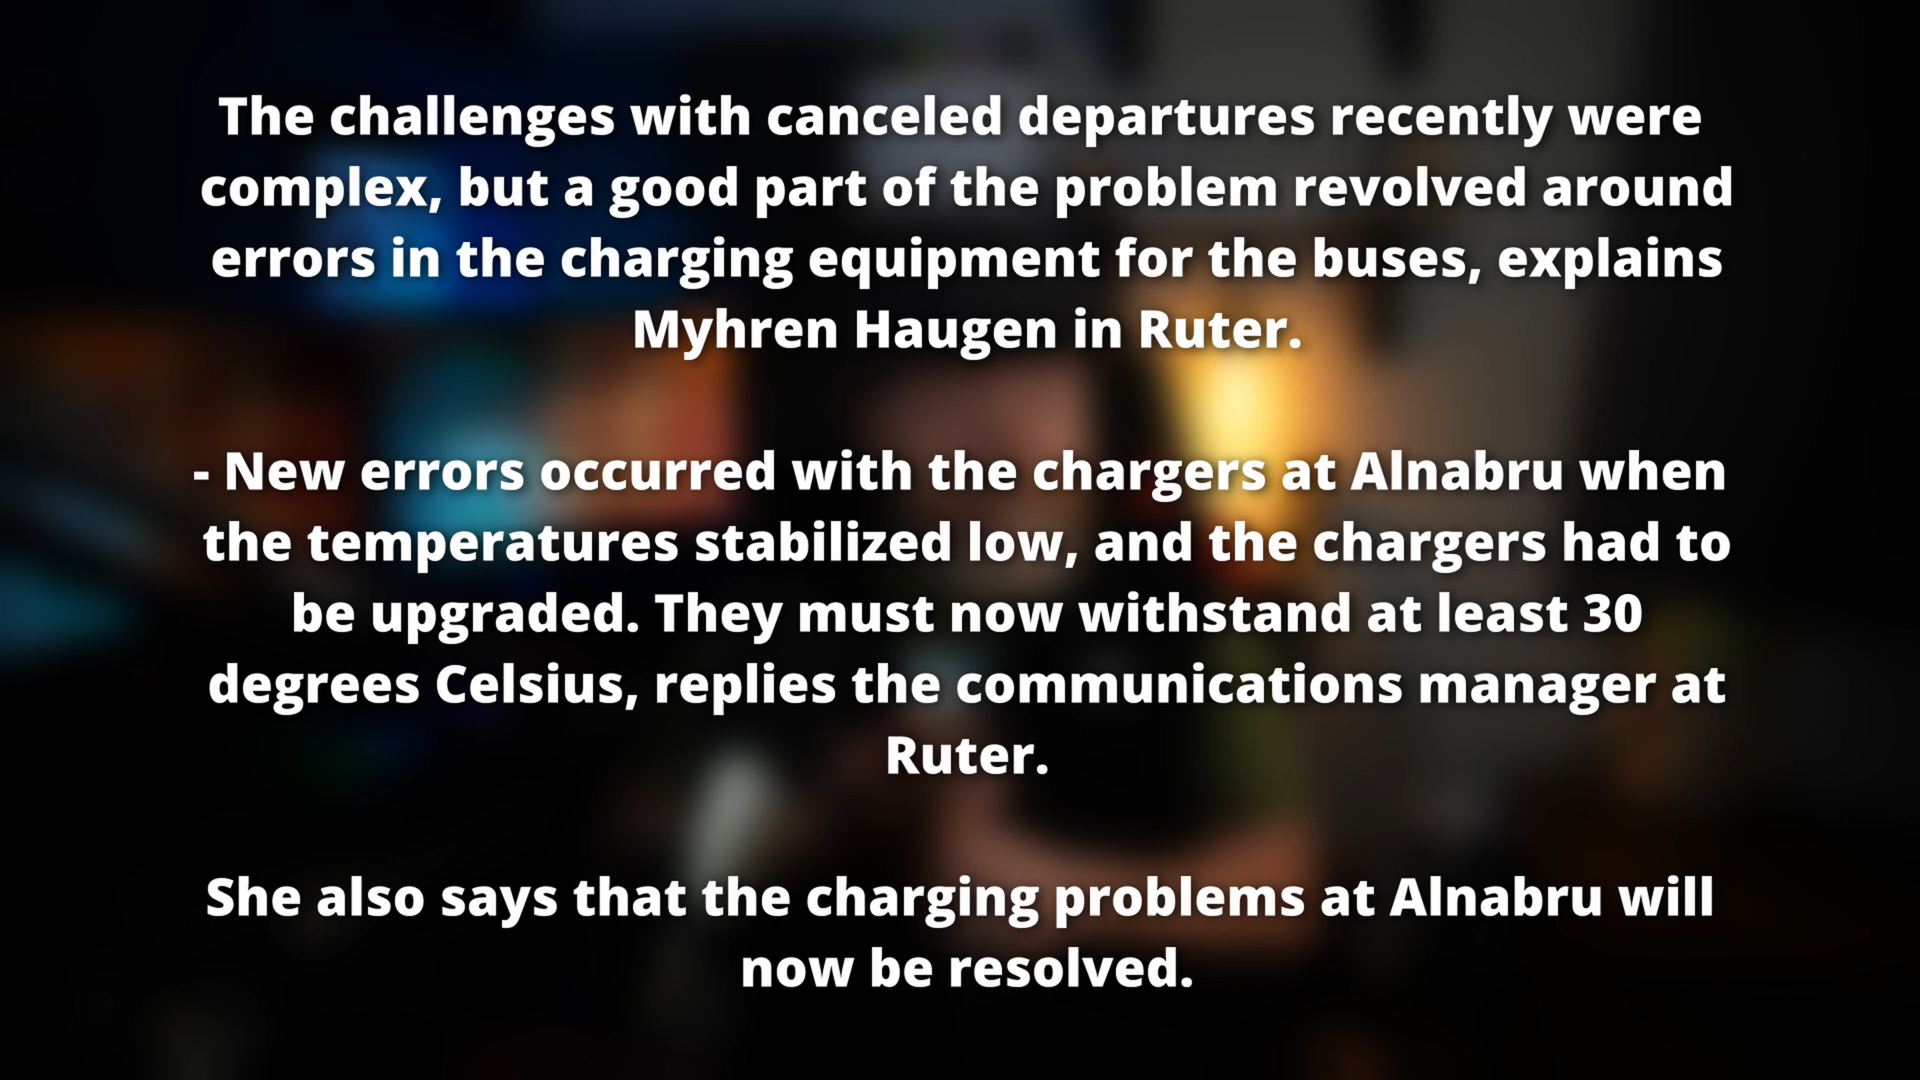 The challenges with canceled departures recently were
complex, but a good part of the problem revolved around
errors in the charging equipment for the buses, explains
Myhren Haugen in Ruter.
- New errors occurred with the chargers at Alnabru when
the temperatures stabilized low, and the chargers had to
be upgraded. They must now withstand at least 30
degrees Celsius, replies the communications manager at
Ruter.
She also says that the charging problems at Alnabru will
now be resolved.